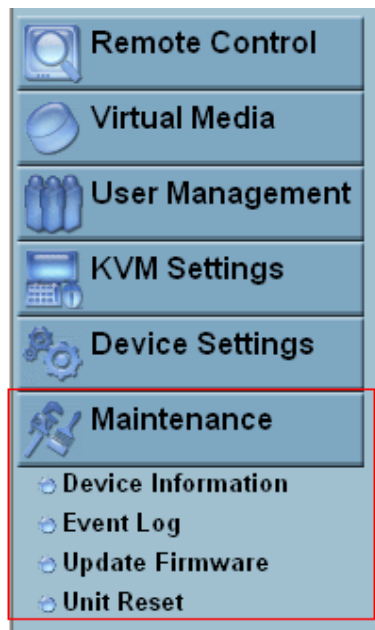 Remote Control
Virtual Media
User Management
KVM Settings
Device Settings
Maintenance
Device Information
Event Log
Update Firmware
Unit Reset